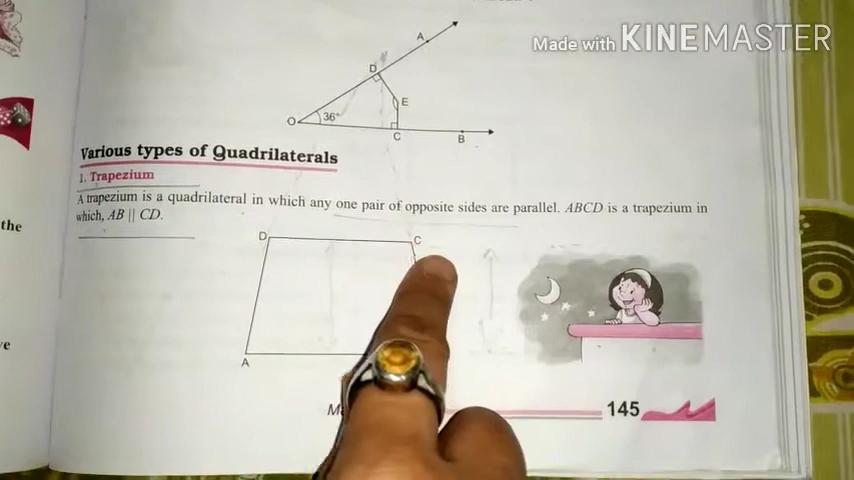 Made with KINEMASTER
A
D
E
O
36°
C
B
Various types of Quadrilaterals
1. Trapezium
A trapezium is a quadrilateral in which any one pair of opposite sides are parallel. ABCD is a trapezium in
which, AB || CD.
the
D
C
A
145